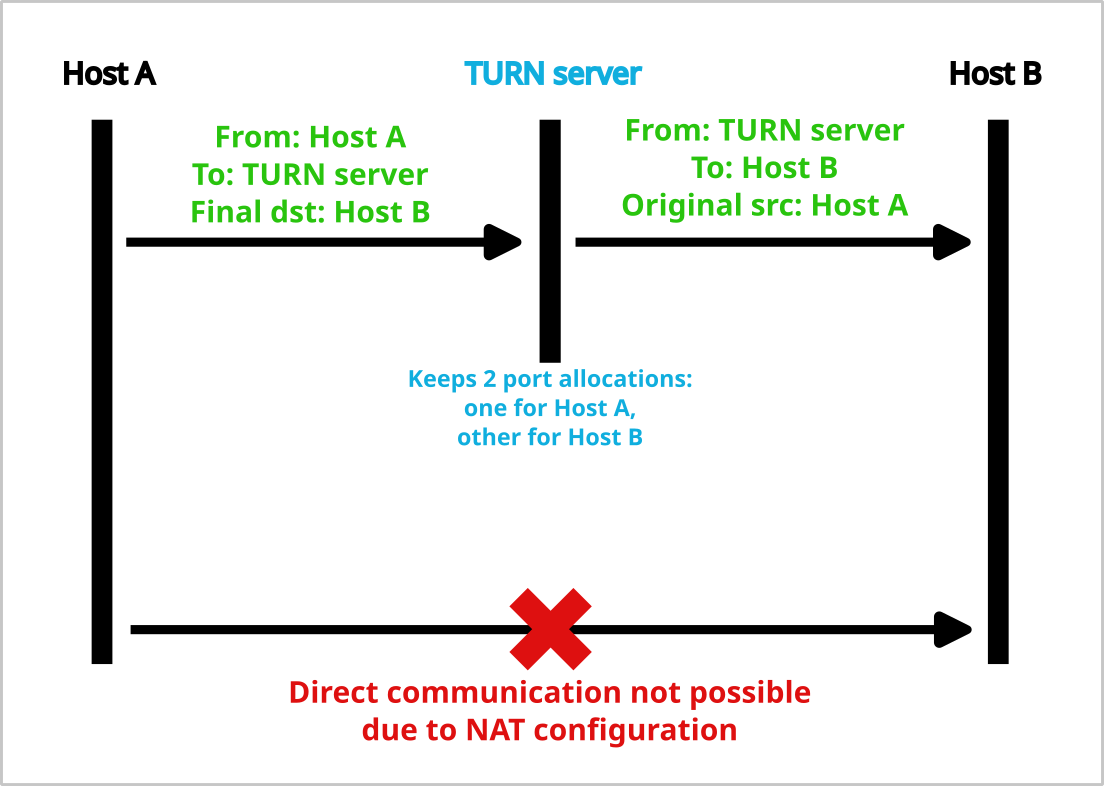 Host A
TURN server
Host B
From: Host A
To: TURN server
Final dst: Host B
From: TURN server
To: Host B
Original src: Host A
Keeps 2 port allocations:
one for Host A,
other for Host B
Direct communication not possible
due to NAT configuration